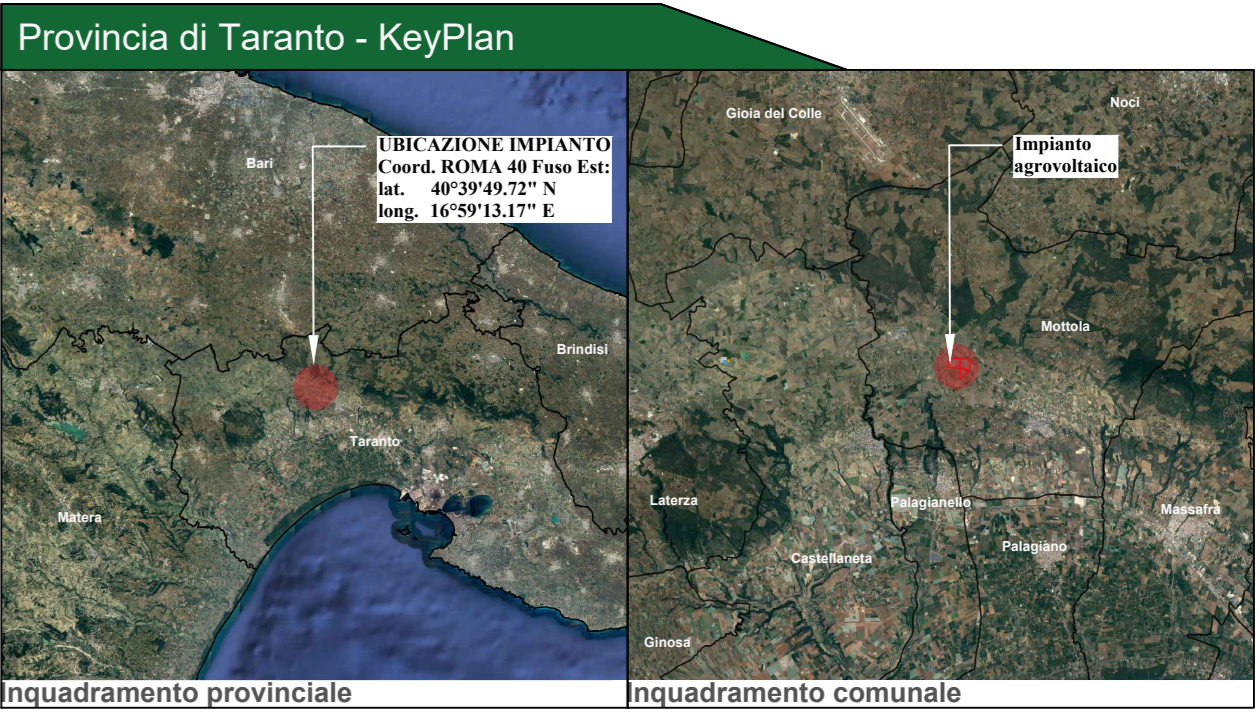 Provincia di Taranto - KeyPlan
UBICAZIONE IMPIANTO
Coord. ROMA 40 Fuso Est:
lat. 40°39'49.72" N
long. 16°59'13.17" E
Bari
Brindisi
Taranto
Matera
Inquadramento provinciale
Gioia del Colle
Noci
Impianto
agrovoltaico
Mottola
Laterza
Palagianello
Massafra
Palagiano
Castellaneta
Ginosa
Inquadramento comunale